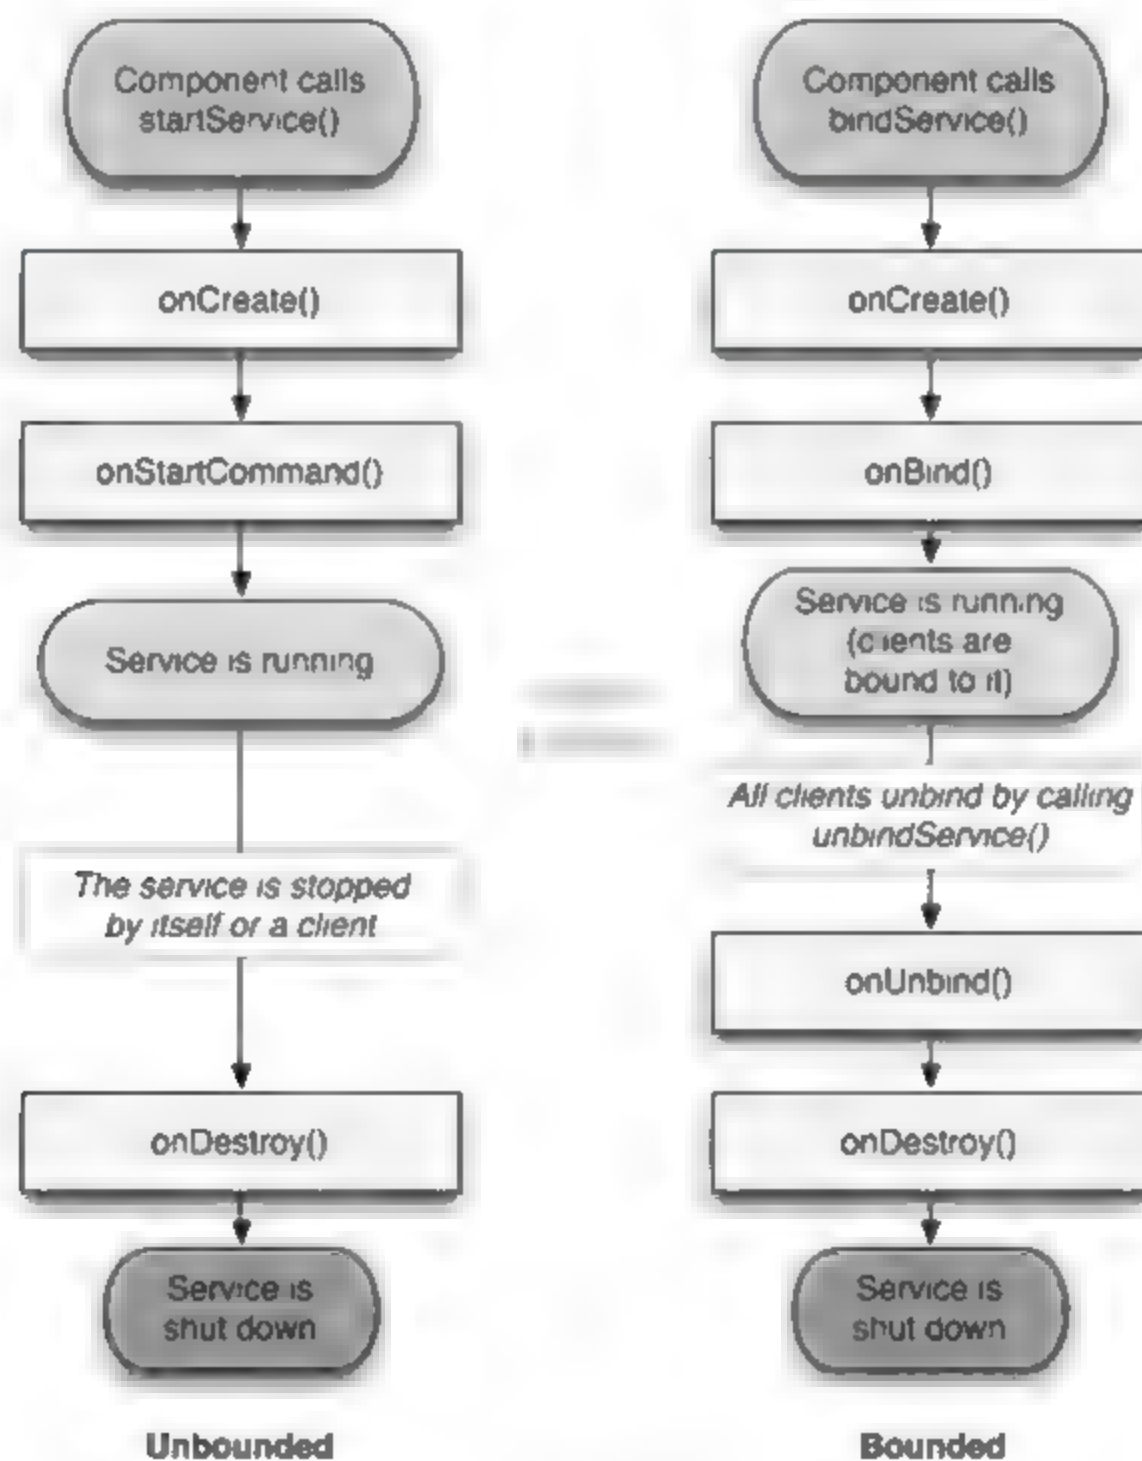 Component calls
startService()
onCreate()
onStartCommand()
Service is running
The service is stopped
by itself or a client
onDestroy()
Service is
shut down
Unbounded
Component calls
bindService()
onCreate()
onBind()
Service is running
(clients are
bound to it)
All clients unbind by calling
unbindService()
onUnbind()
onDestroy()
Service is
shut down
Bounded